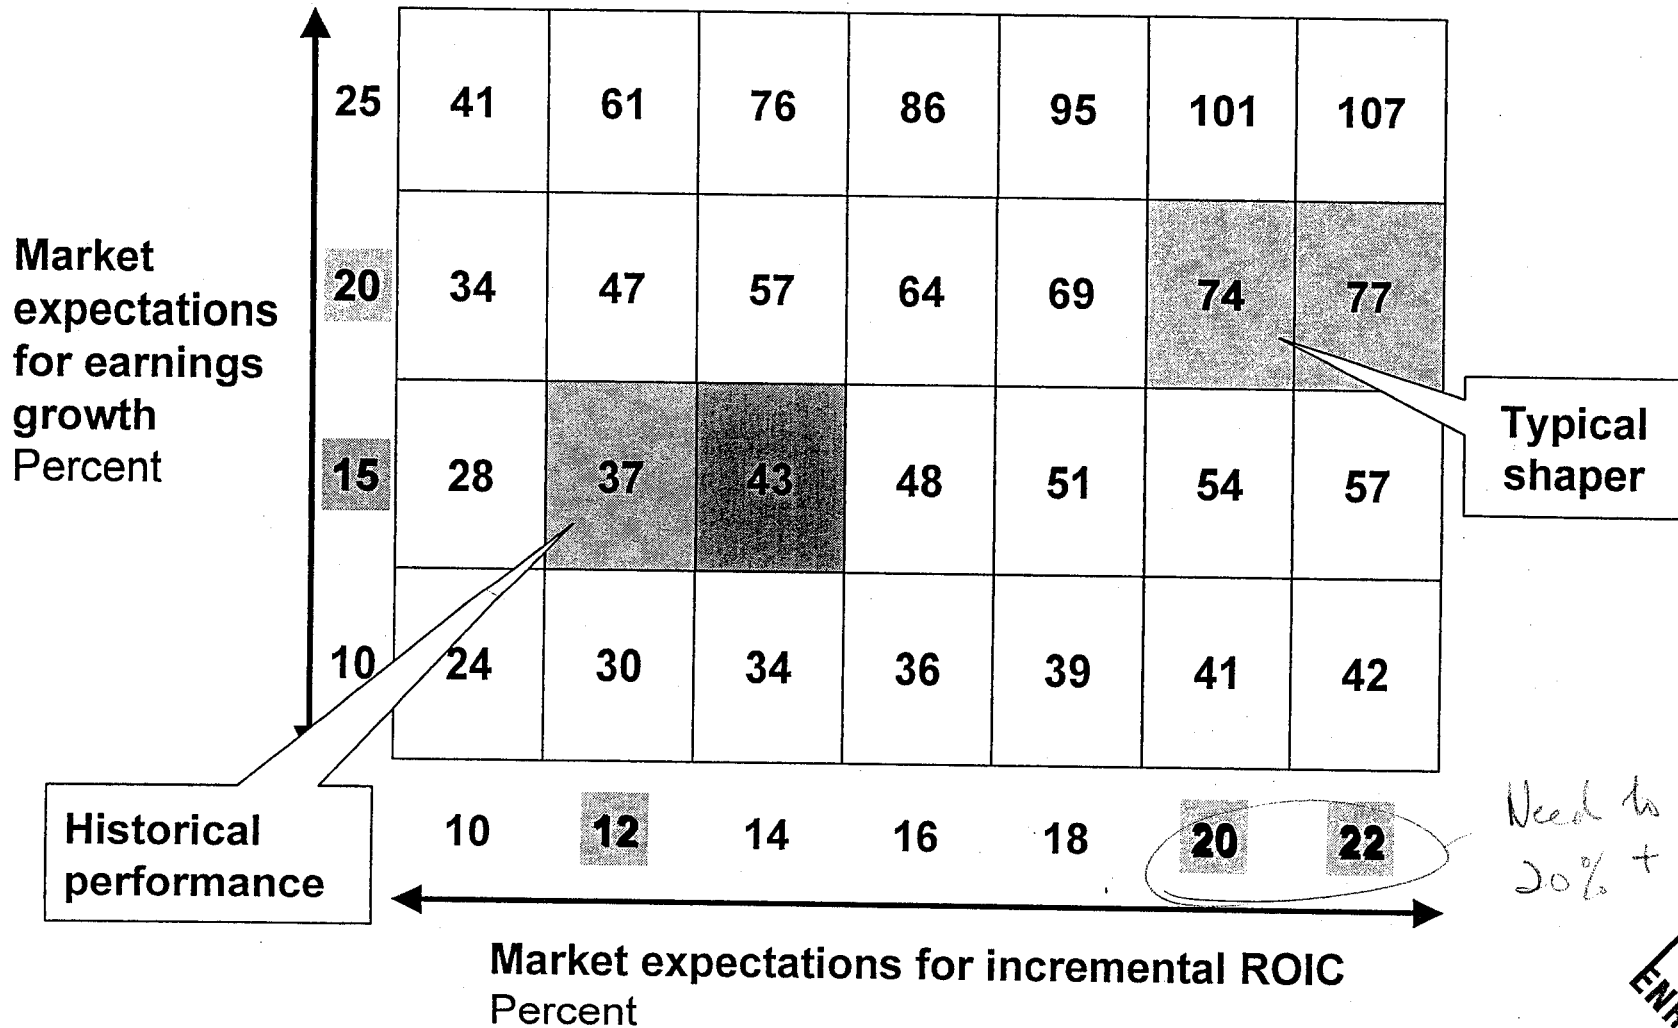 Market
expectations
for earnings
growth
Percent
25 41 61 76 86 95 101 107
20 34 47 57 64 69 74 77
15 28 37 43 48 51 54 57
10 24 30 34 36 39 41 42
10 12 14 16 18 20 22
Typical
shaper
Historical
performance
Need to
20% +
Market expectations for incremental ROIC
Percent